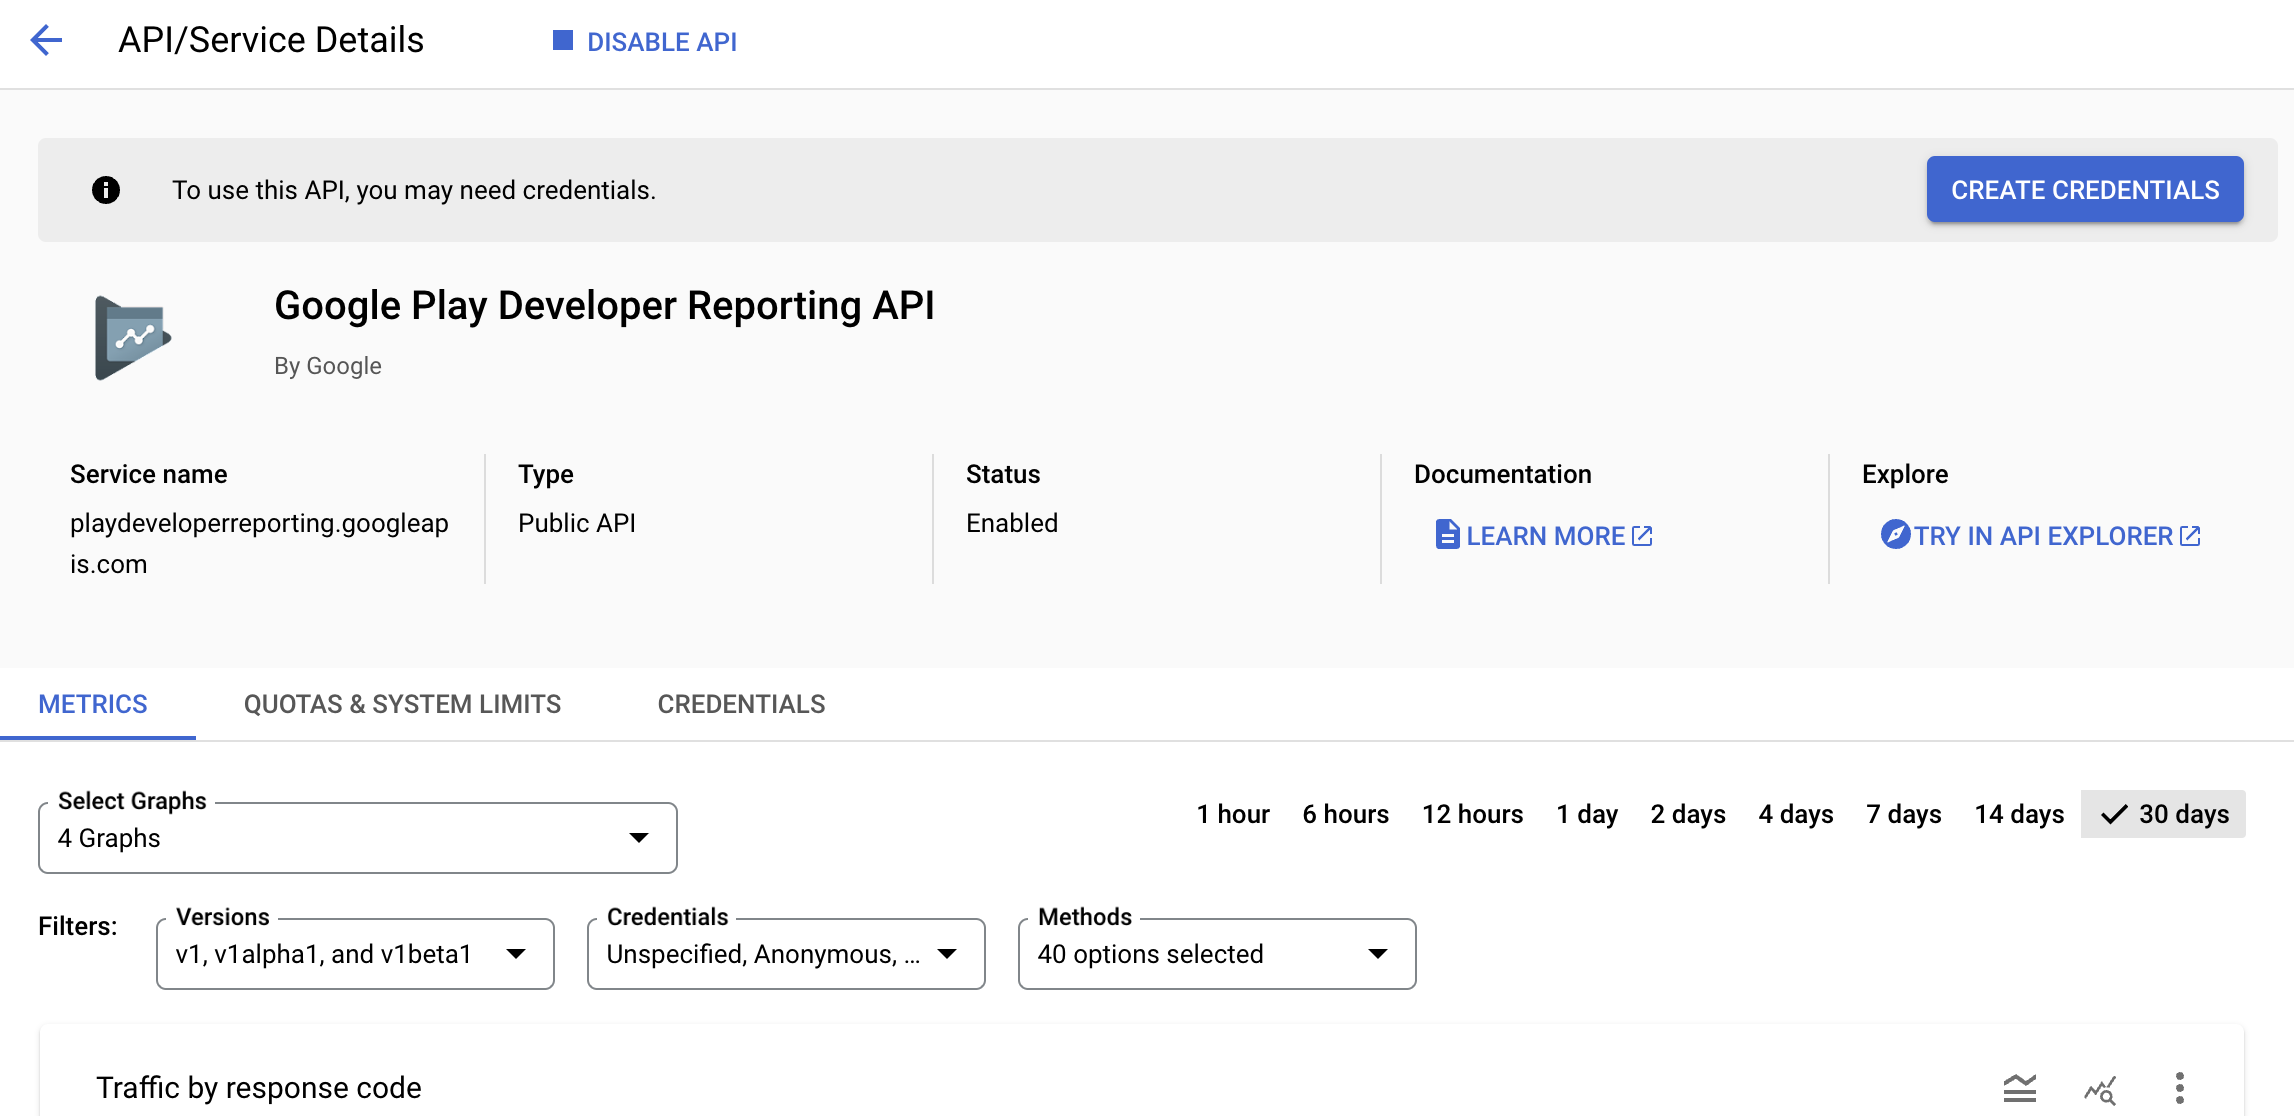 API/Service Details
DISABLE API
To use this API, you may need credentials.
CREATE CREDENTIALS
Google Play Developer Reporting API
By Google
Service name
playdeveloperreporting.googleap
is.com
Type
Public API
Status
Enabled
Documentation
LEARN MORE
Explore
TRY IN API EXPLORER
METRICS
QUOTAS & SYSTEM LIMITS
CREDENTIALS
Select Graphs
4 Graphs
1 hour
6 hours
12 hours
1 day
2 days
4 days
7 days
14 days
30 days
Filters:
Versions
v1, v1alpha1, and v1beta1
Credentials
Unspecified, Anonymous, ...
Methods
40 options selected
Traffic by response code